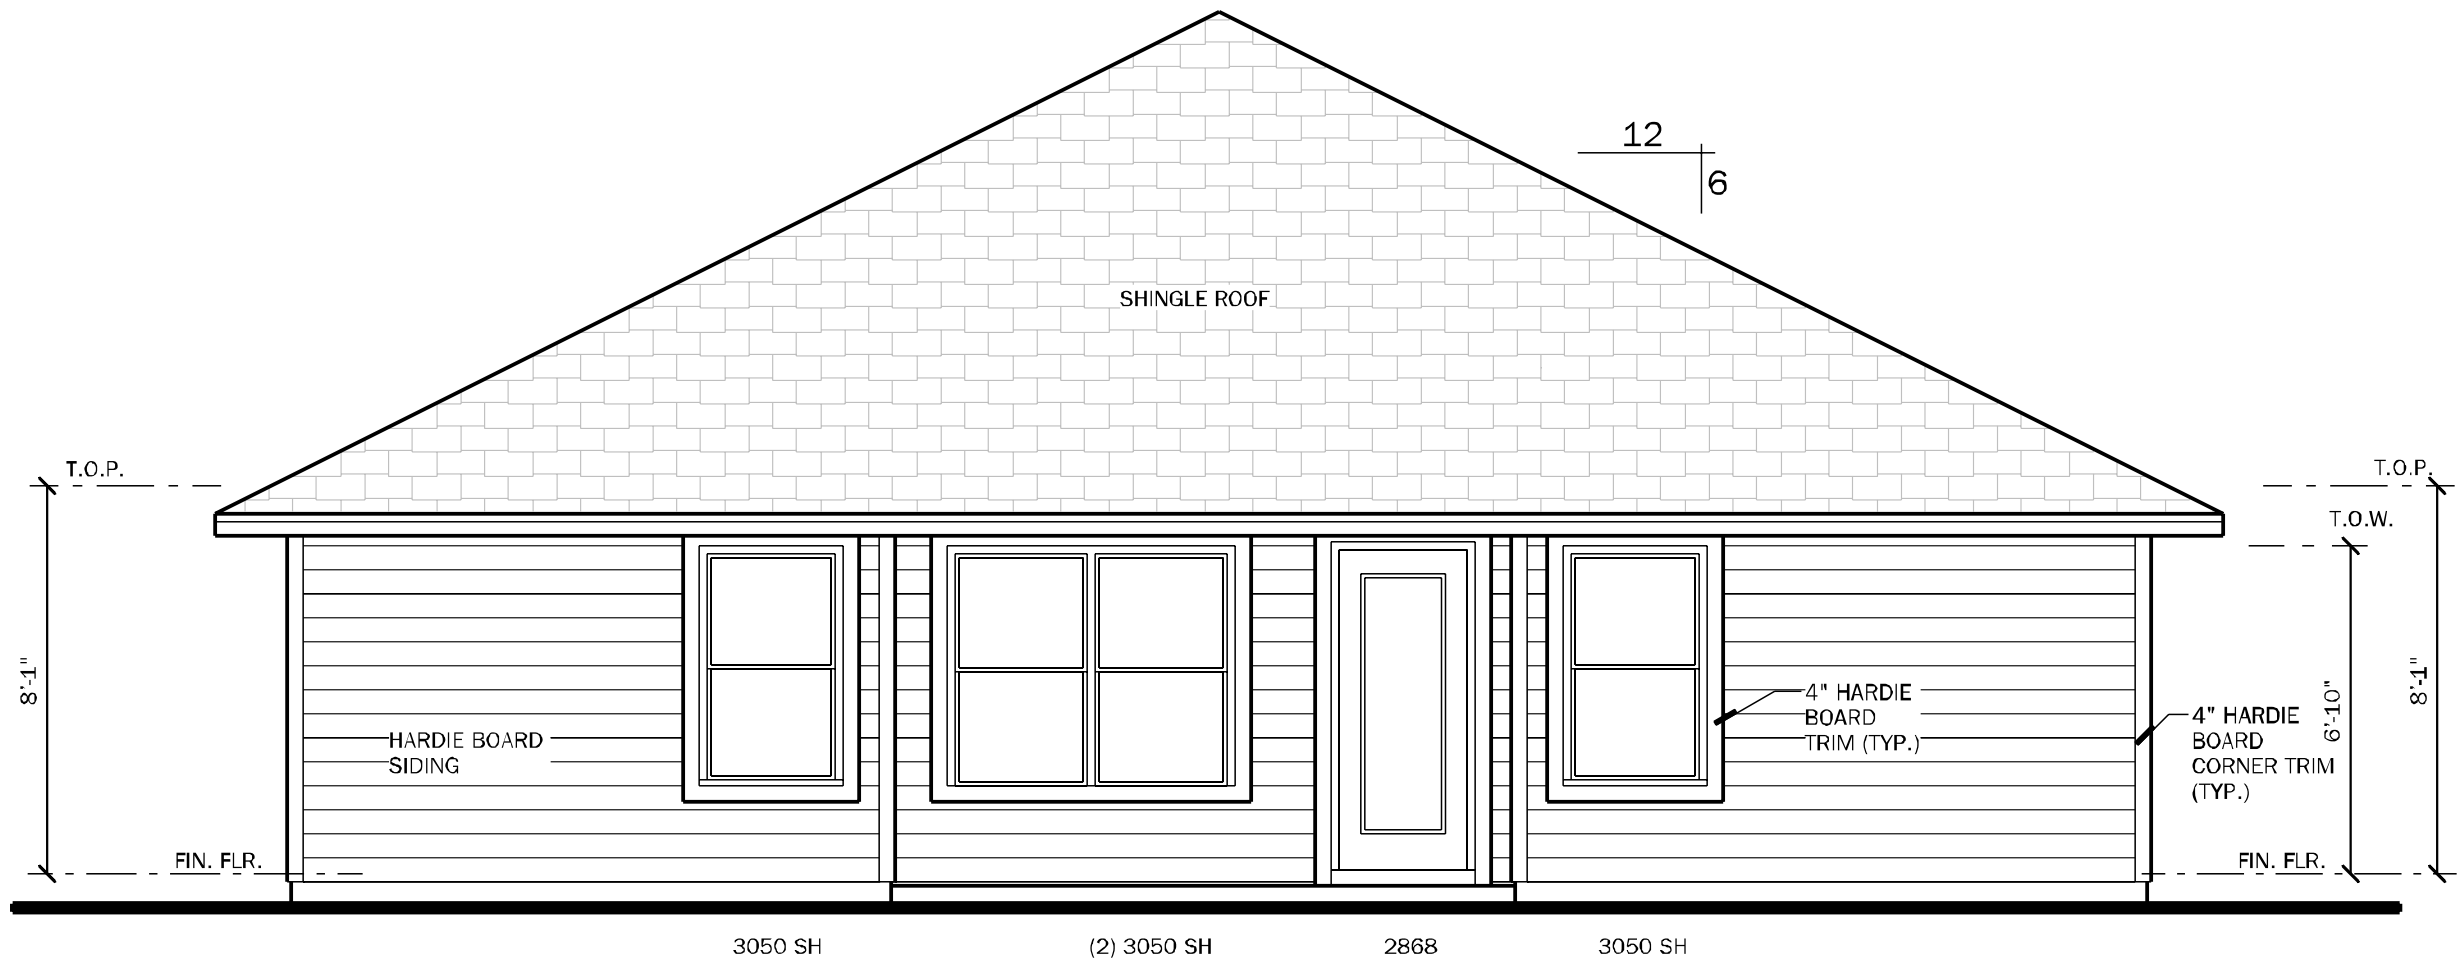 12
6
SHINGLE ROOF
T.O.P.
T.O.P.
T.O.W.
8'-1"
HARDIE BOARD
SIDING
4" HARDIE
BOARD
TRIM (TYP.)
4" HARDIE
BOARD
CORNER TRIM
(TYP.)
6'-10"
8'-1"
FIN. FLR.
FIN. FLR.
3050 SH
(2) 3050 SH
2868
3050 SH